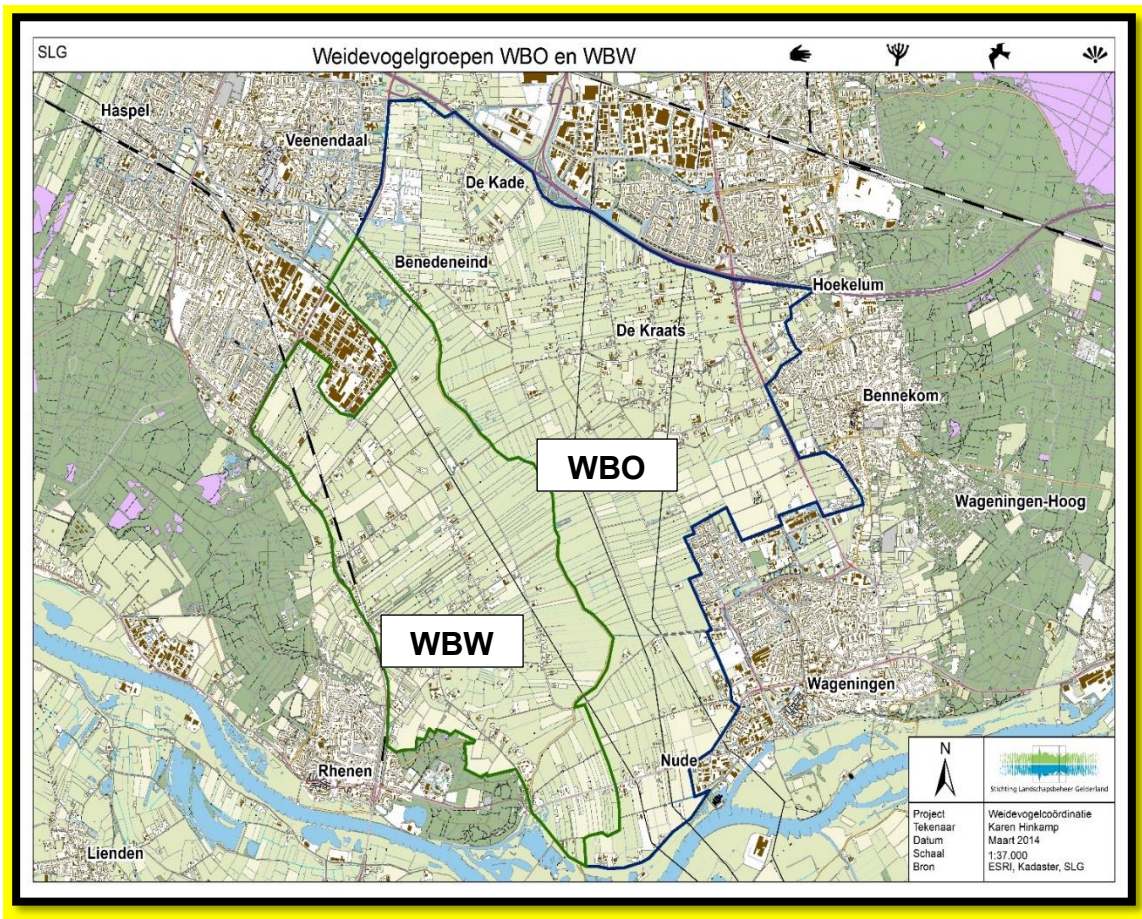 SLG
Weidevogelgroepen WBO en WBW
Haspel
Veenendaal
De Kade
Benedeneind
Hoekelum
De Kraats
Bennekom
WBO
Wageningen-Hoog
WBW
Wageningen
Nude
Rhenen
Lienden
N
Stichting Landschapsbeheer Gelderland
Project Weidevogelcoördinatie
Tekenaar Karen Hinkamp
Datum Maart 2014
Schaal 1:37.000
Bron ESRI, Kadaster, SLG